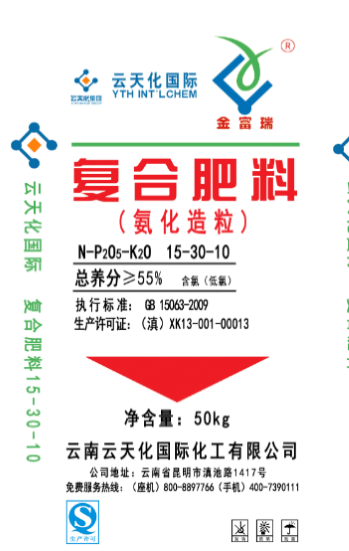 ®
云天化国际
YTH INT'L CHEM
云天化集团
金富瑞
复合肥料
（氨化造粒）
N-P2O5-K2O 15-30-10
总养分≥55% 含氯（低氯）
执行标准： GB 15063-2009
生产许可证：（滇）XK13-001-00013
净含量：50kg
云南云天化国际化工有限公司
公司地址：云南省昆明市滇池路1417号
免费服务热线：（座机）800-8897766（手机）400-7390111
生产许可
云天化国际 复合肥料15-30-10